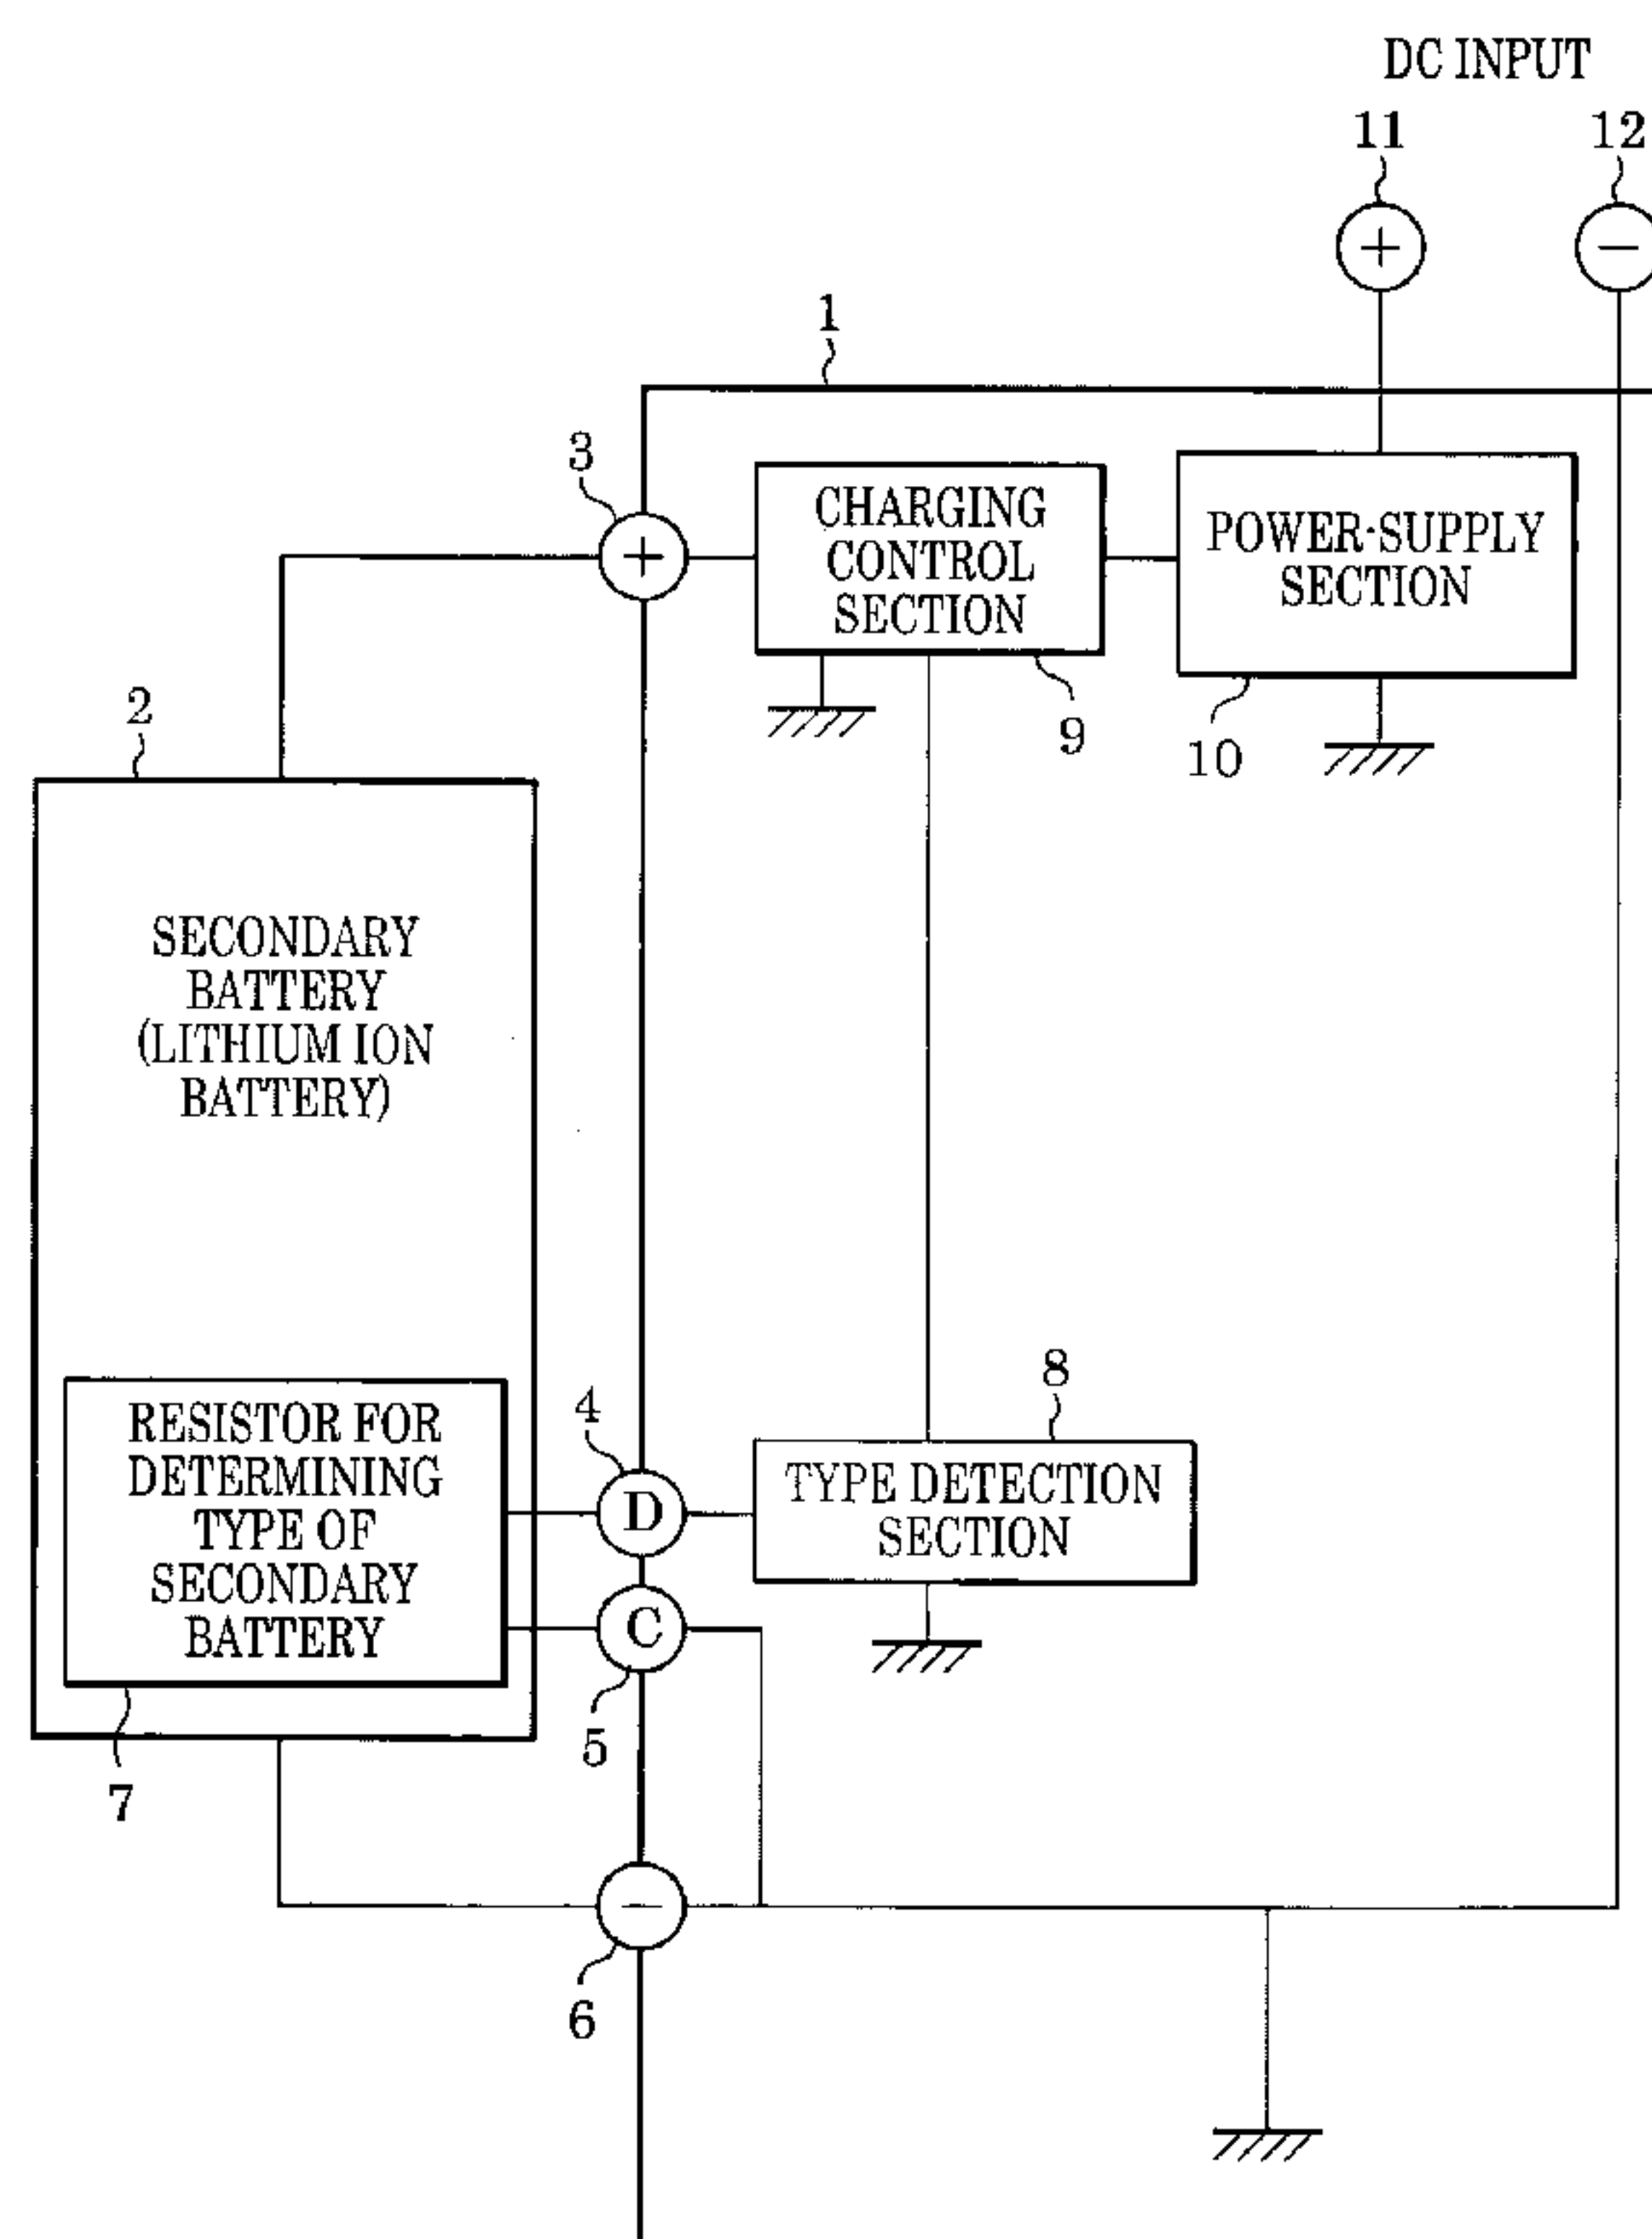 DC INPUT
11
12
+
−
1
3
+
CHARGING
CONTROL
SECTION
POWER-SUPPLY
SECTION
9
10
2
SECONDARY
BATTERY
(LITHIUM ION
BATTERY)
RESISTOR FOR
DETERMINING
TYPE OF
SECONDARY
BATTERY
7
4
D
C
5
8
TYPE DETECTION
SECTION
−
6